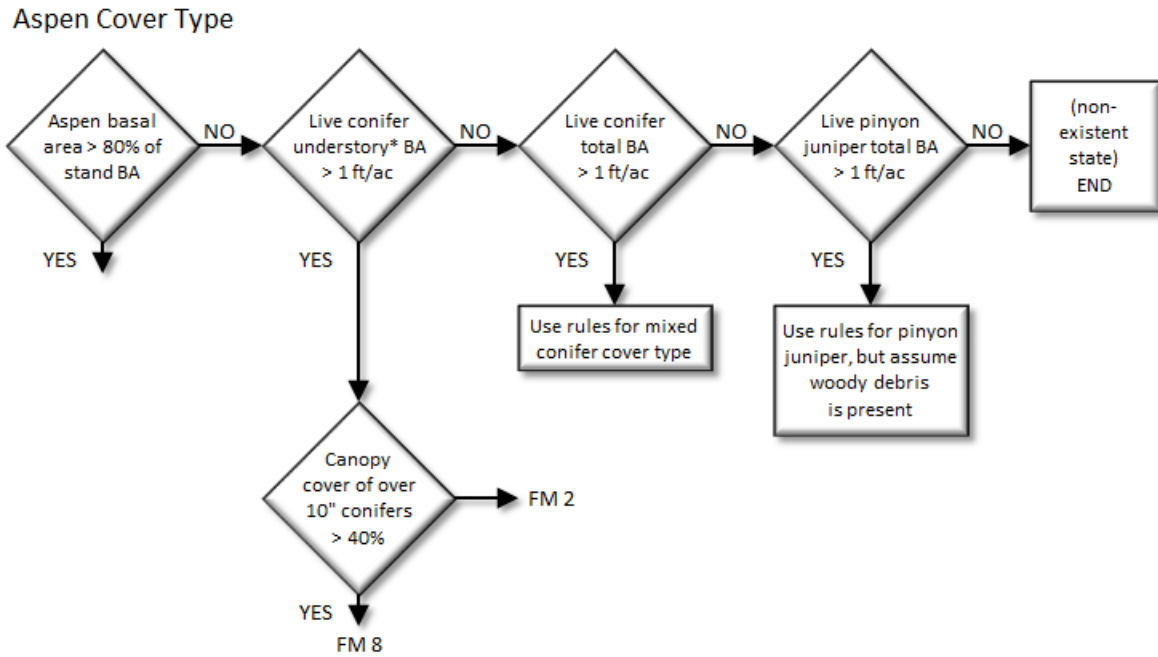 Aspen Cover Type
Aspen basal
area > 80% of
stand BA
NO
Live conifer
understory* BA
> 1 ft/ac
NO
Live conifer
total BA
> 1 ft/ac
NO
Live pinyon
juniper total BA
> 1 ft/ac
NO
(non-
existent
state)
END
YES
YES
YES
YES
Use rules for mixed
conifer cover type
Use rules for pinyon
juniper, but assume
woody debris
is present
Canopy
cover of over
10" conifers
> 40%
FM 2
YES
FM 8